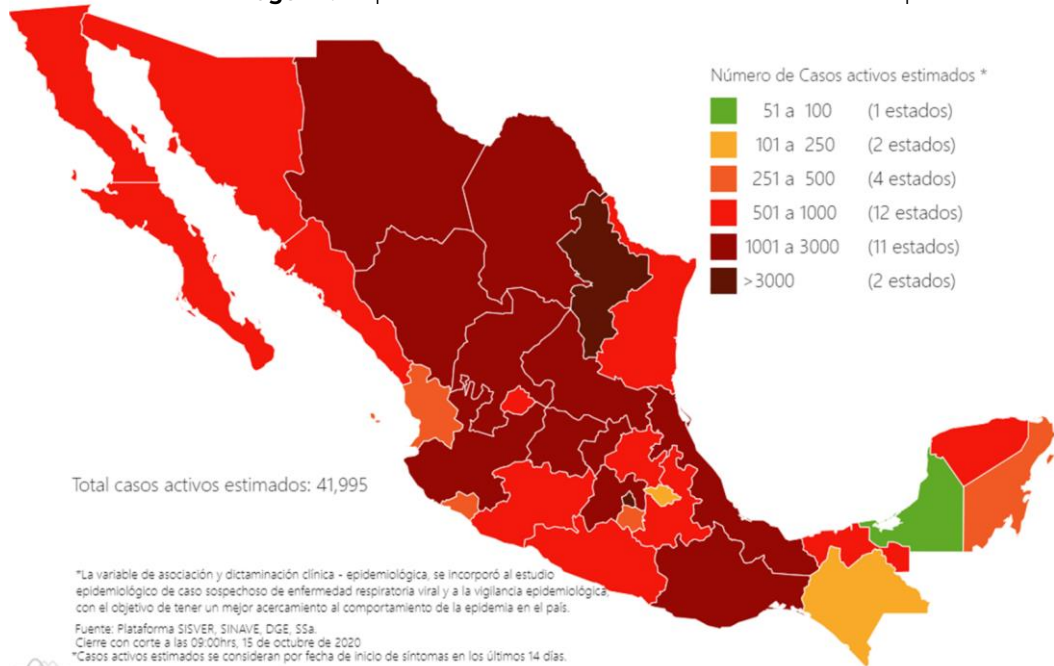 Número de Casos activos estimados *
51 a 100 (1 estados)
101 a 250 (2 estados)
251 a 500 (4 estados)
501 a 1000 (12 estados)
1001 a 3000 (11 estados)
>3000 (2 estados)
Total casos activos estimados: 41,995
*La variable de asociación y dictaminación clínica - epidemiológica, se incorporó al estudio
epidemiológico de caso sospechoso de enfermedad respiratoria viral y a la vigilancia epidemiológica,
con el objetivo de tener un mejor acercamiento al comportamiento de la epidemia en el país.
Fuente: Plataforma SISVER, SINAVE, DGE, SSa.
Cierre con corte a las 09:00hrs, 15 de octubre de 2020
*Casos activos estimados se consideran por fecha de inicio de síntomas en los últimos 14 días.